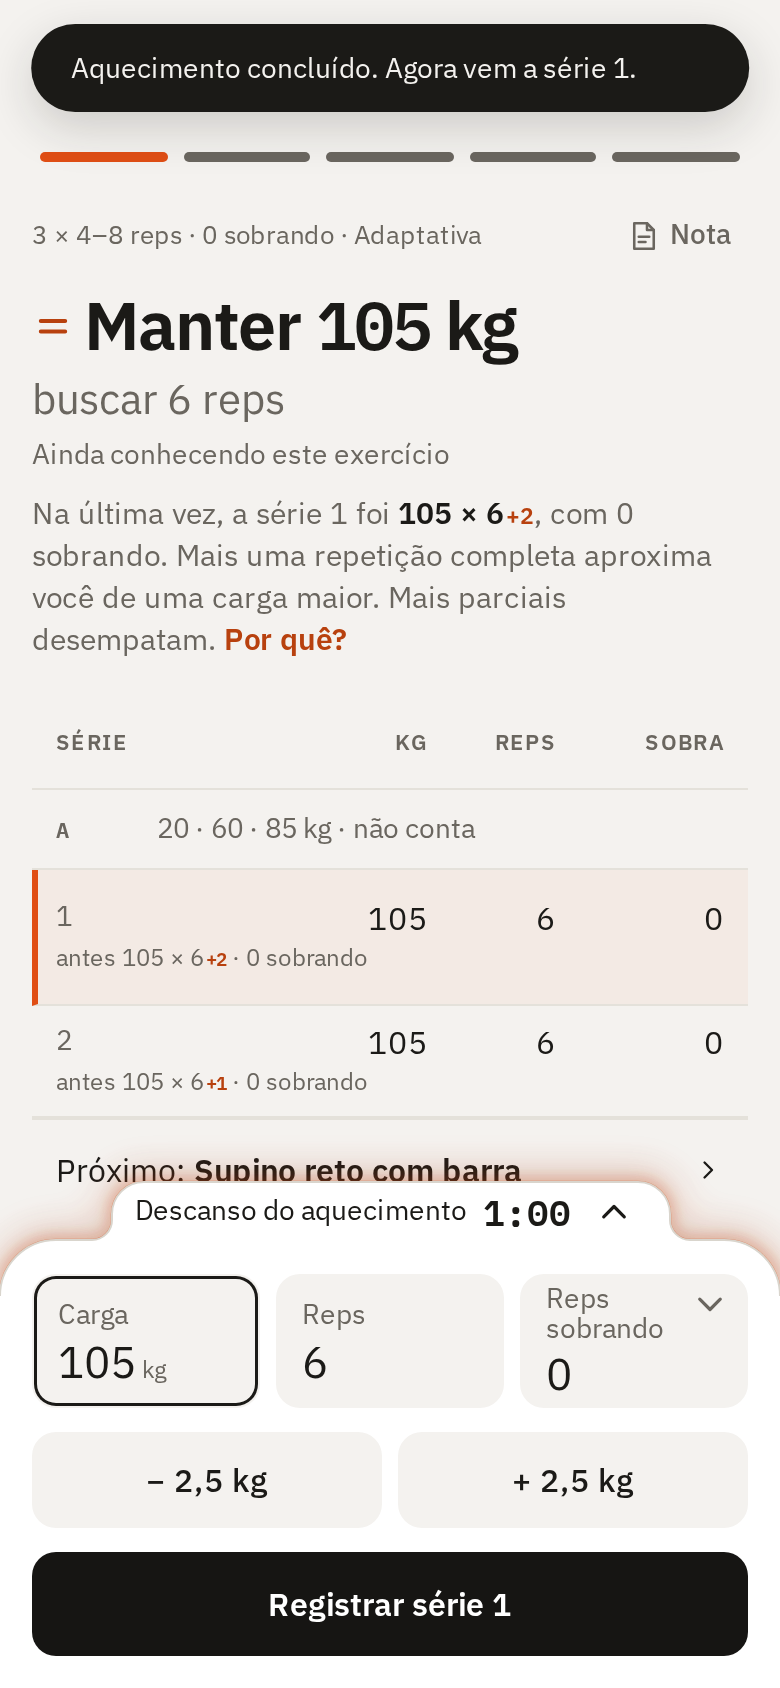 Aquecimento concluído. Agora vem a série 1.
3 × 4–8 reps · 0 sobrando · Adaptativa
Nota
= Manter 105 kg
buscar 6 reps
Ainda conhecendo este exercício
Na última vez, a série 1 foi 105 × 6+2, com 0
sobrando. Mais uma repetição completa aproxima
você de uma carga maior. Mais parciais
desempatam. Por quê?
SÉRIE KG REPS SOBRA
A 20 · 60 · 85 kg · não conta
1 105 6 0
antes 105 × 6+2 · 0 sobrando
2 105 6 0
antes 105 × 6+1 · 0 sobrando
Próximo: Supino reto com barra
Descanso do aquecimento 1:00
Carga
105 kg
Reps
6
Reps
sobrando
0
– 2,5 kg
+ 2,5 kg
Registrar série 1